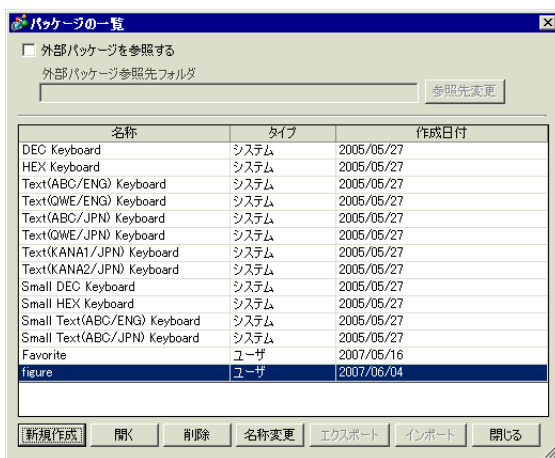 パッケージの一覧
外部パッケージを参照する
外部パッケージ参照先フォルダ
参照先変更
名称 タイプ 作成日付
DEC Keyboard システム 2005/05/27
HEX Keyboard システム 2005/05/27
Text(ABC/ENG) Keyboard システム 2005/05/27
Text(QWE/ENG) Keyboard システム 2005/05/27
Text(ABC/JPN) Keyboard システム 2005/05/27
Text(QWE/JPN) Keyboard システム 2005/05/27
Text(KANA1/JPN) Keyboard システム 2005/05/27
Text(KANA2/JPN) Keyboard システム 2005/05/27
Small DEC Keyboard システム 2005/05/27
Small HEX Keyboard システム 2005/05/27
Small Text(ABC/ENG) Keyboard システム 2005/05/27
Small Text(ABC/JPN) Keyboard システム 2005/05/27
Favorite ユーザ 2007/05/16
figure ユーザ 2007/06/04
新規作成 開く 削除 名称変更 エクスポート インポート 閉じる